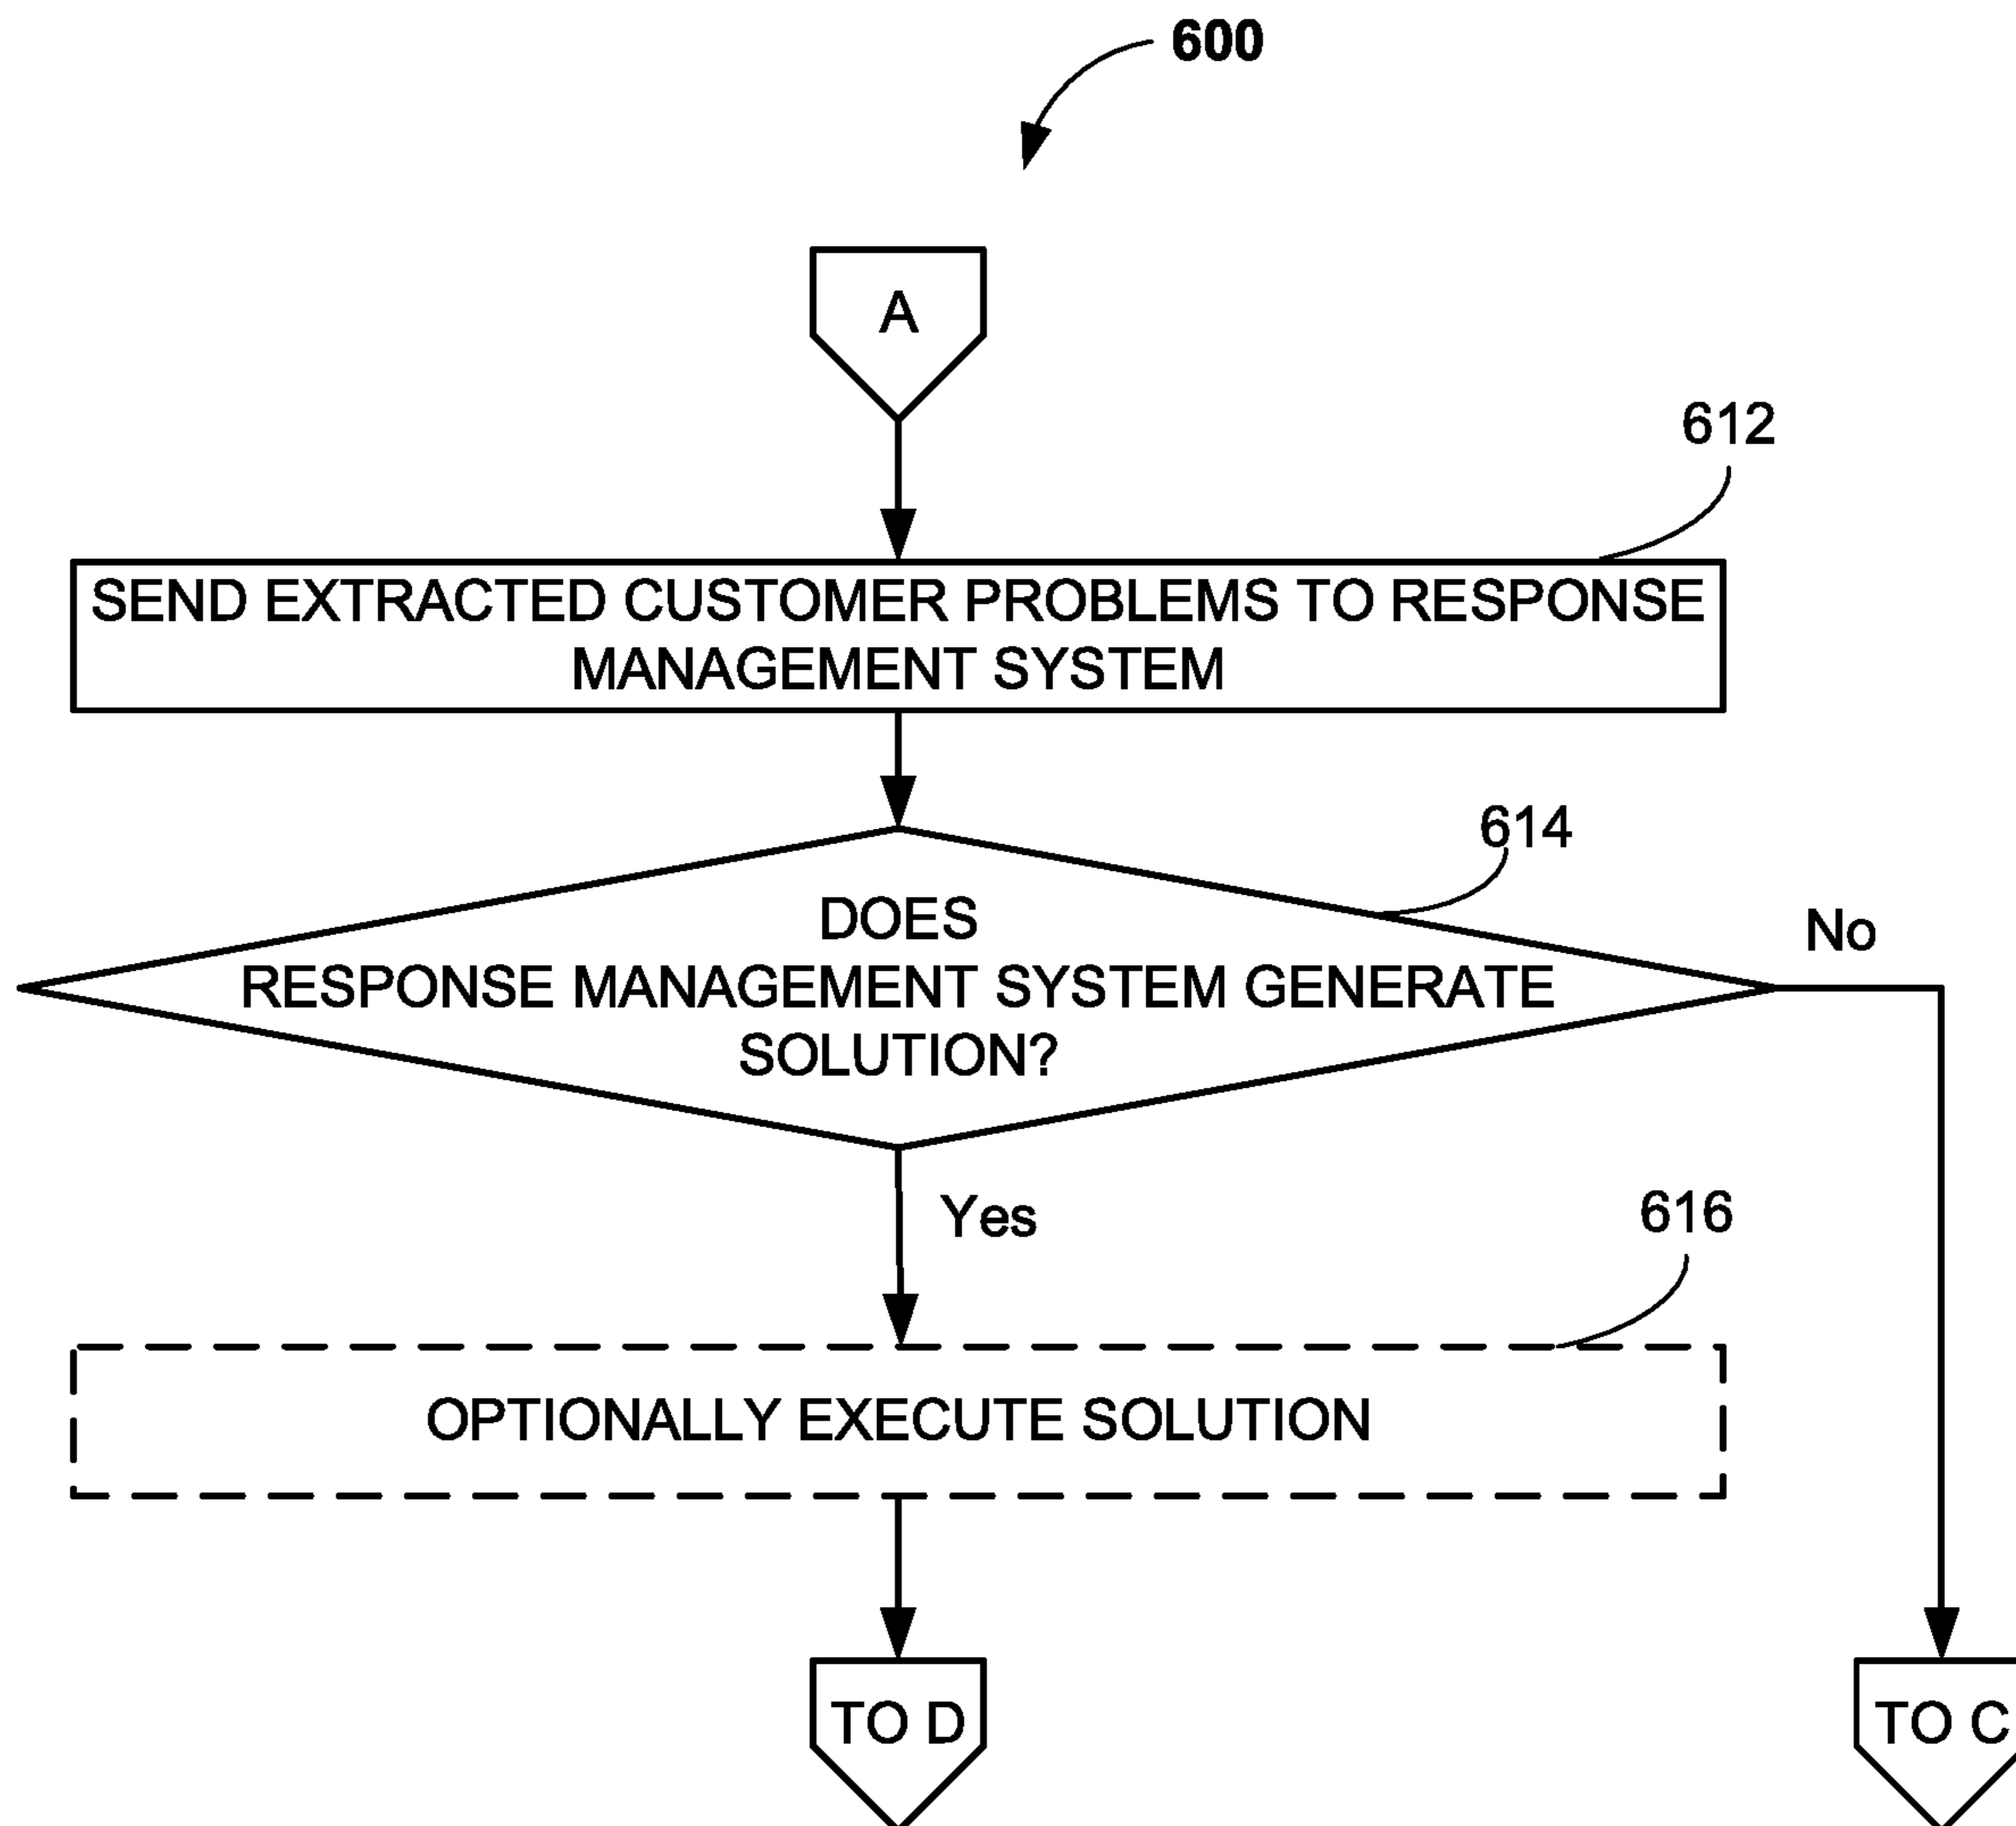 600
A
612
SEND EXTRACTED CUSTOMER PROBLEMS TO RESPONSE
MANAGEMENT SYSTEM
614
DOES
RESPONSE MANAGEMENT SYSTEM GENERATE
SOLUTION?
No
Yes
616
OPTIONALLY EXECUTE SOLUTION
TO D
TO C